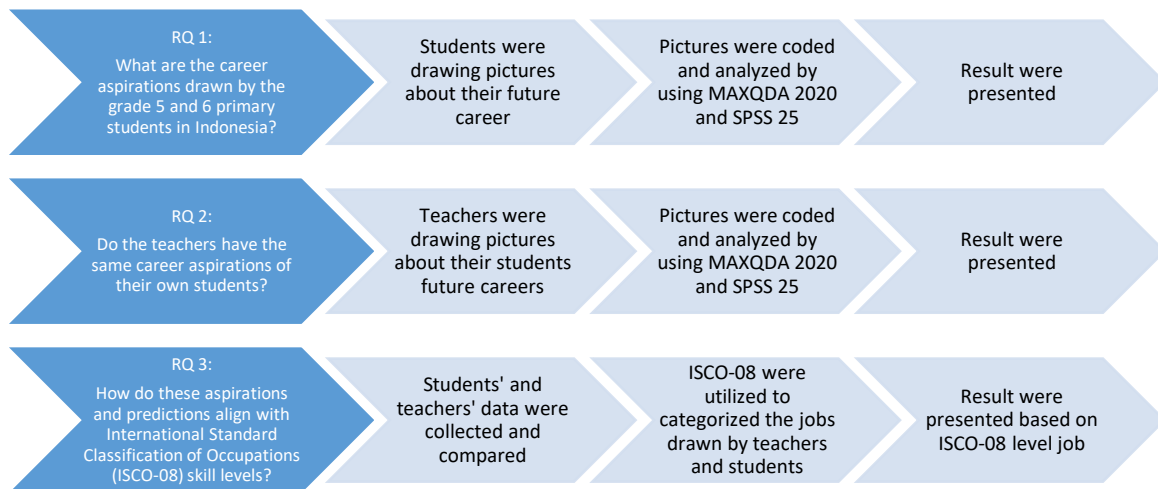 RQ 1:
What are the career
aspirations drawn by the
grade 5 and 6 primary
students in Indonesia?
Students were
drawing pictures
about their future
career
Pictures were coded
and analyzed by
using MAXQDA 2020
and SPSS 25
Result were
presented
RQ 2:
Do the teachers have the
same career aspirations of
their own students?
Teachers were
drawing pictures
about their students
future careers
Pictures were coded
and analyzed by
using MAXQDA 2020
and SPSS 25
Result were
presented
RQ 3:
How do these aspirations
and predictions align with
International Standard
Classification of Occupations
(ISCO-08) skill levels?
Students' and
teachers' data were
collected and
compared
ISCO-08 were
utilized to
categorized the jobs
drawn by teachers
and students
Result were
presented based on
ISCO-08 level job